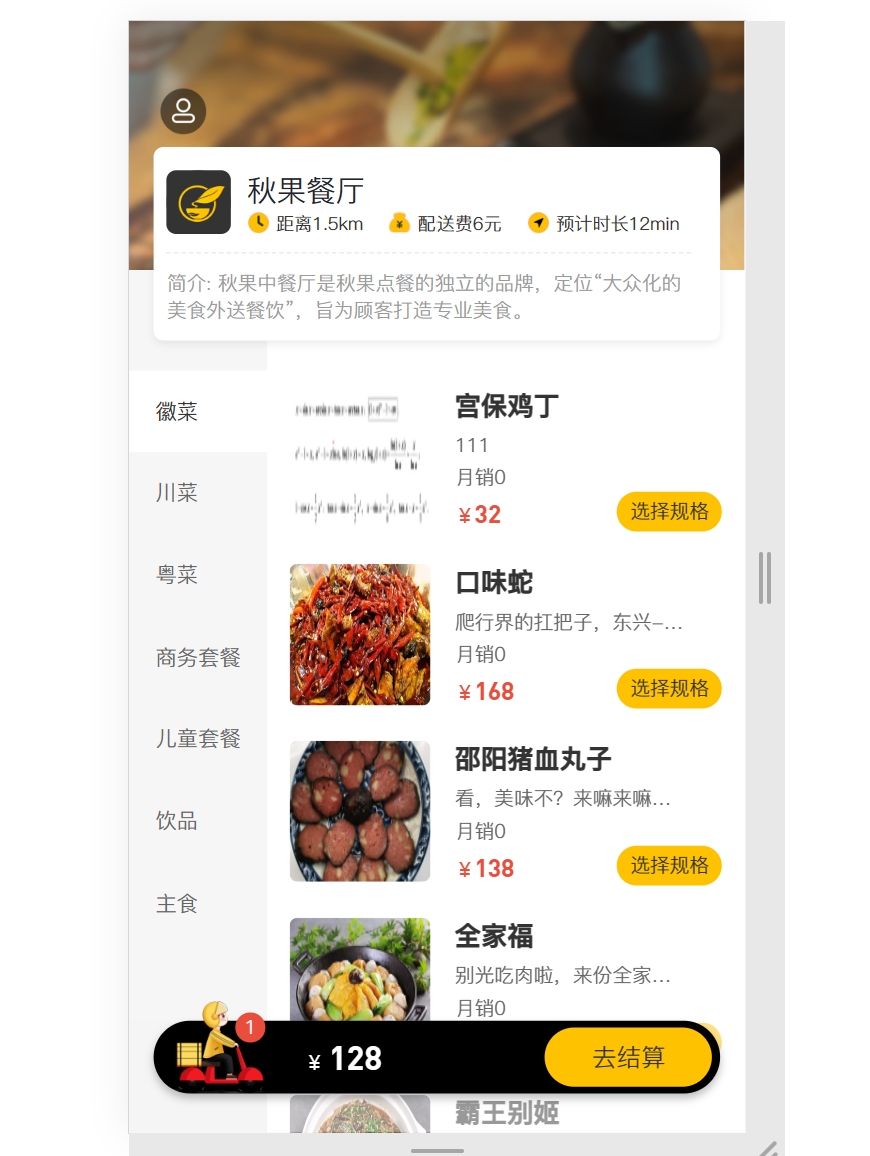 秋果餐厅
距离1.5km 配送费6元 预计时长12min
简介: 秋果中餐厅是秋果点餐的独立的品牌，定位“大众化的
美食外送餐饮”，旨为顾客打造专业美食。
徽菜
川菜
粤菜
商务套餐
儿童套餐
饮品
主食
宫保鸡丁
111
月销0
￥32 选择规格
口味蛇
爬行界的扛把子，东兴-...
月销0
￥168 选择规格
邵阳猪血丸子
看，美味不？来嘛来嘛...
月销0
￥138 选择规格
全家福
别光吃肉啦，来份全家...
月销0
1
￥128 去结算
霸王别姬